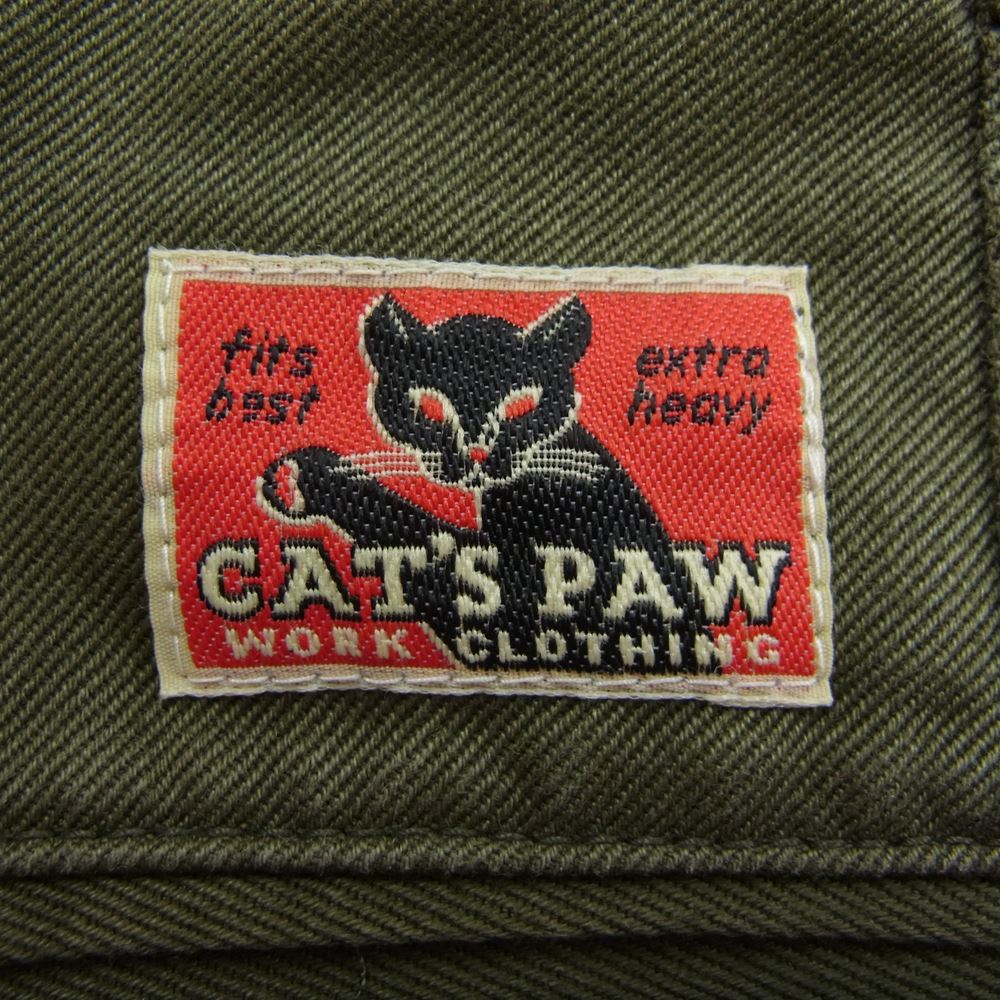 fits
best
extra
heavy
CAT'S PAW
WORK CLOTHING